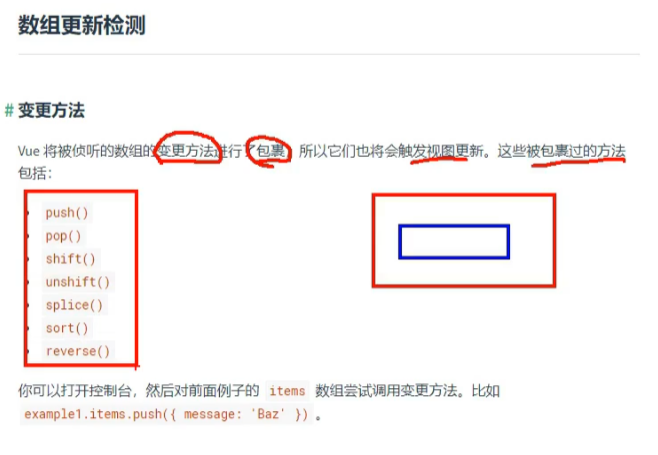 数组更新检测
# 变更方法
Vue 将被侦听的数组的变更方法进行了包裹，所以它们也将会触发视图更新。这些被包裹过的方法
包括：
push()
pop()
shift()
unshift()
splice()
sort()
reverse()
你可以打开控制台，然后对前面例子的 items 数组尝试调用变更方法。比如
example1.items.push({ message: 'Baz' }) 。